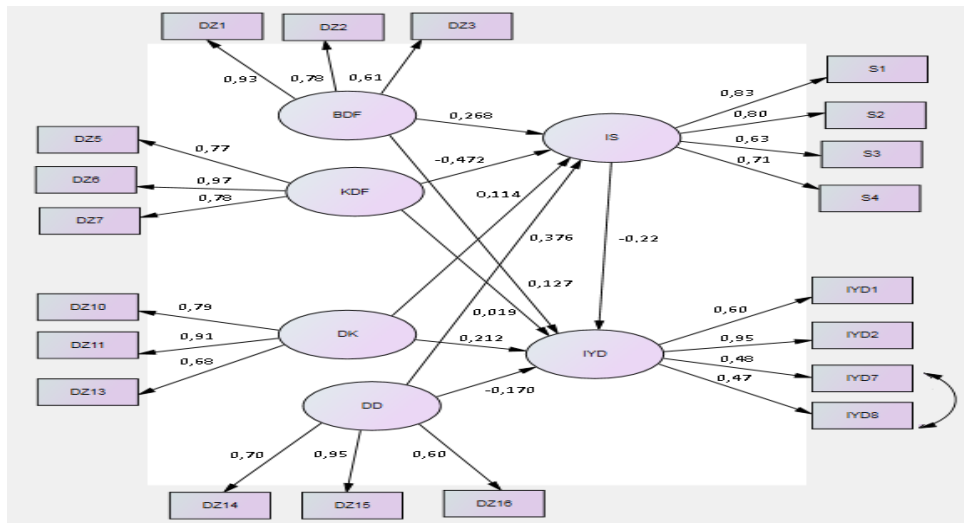 DZ1
DZ2
DZ3
0,93
0,78
0,61
BDF
0,268
IS
S1
0,83
S2
0,80
S3
0,63
S4
0,71
DZ5
0,77
DZ6
0,97
DZ7
0,78
KDF
-0,472
0,114
0,376
-0,22
0,127
0,019
DZ10
0,79
DZ11
0,91
DZ13
0,68
DK
0,212
IYD
IYD1
0,60
IYD2
0,95
IYD7
0,48
IYD8
0,47
DD
-0,170
0,70
0,95
0,60
DZ14
DZ15
DZ16